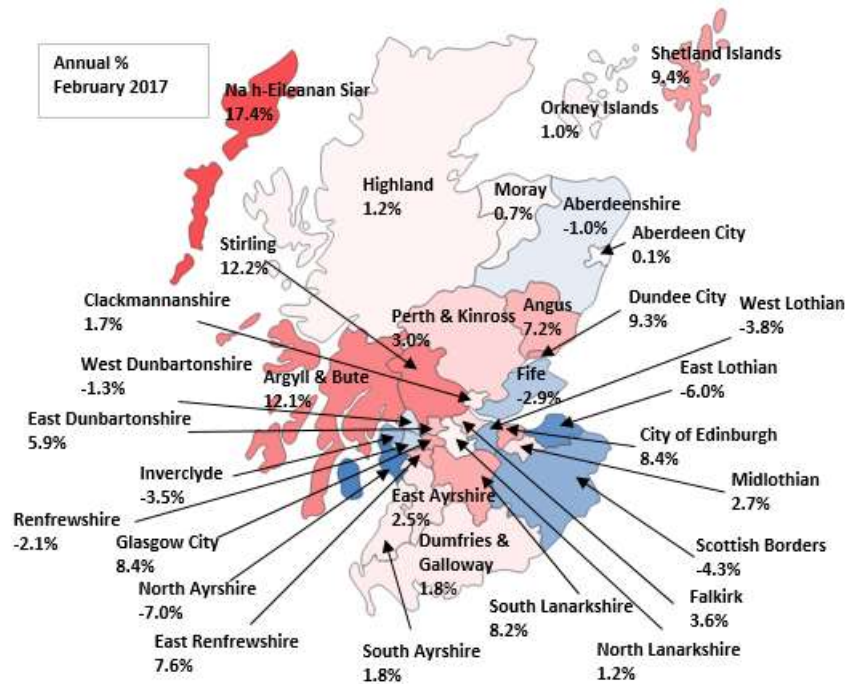 Annual %
February 2017
Na h-Eileanan Siar
17.4%
Shetland Islands
9.4%
Orkney Islands
1.0%
Highland
1.2%
Moray
0.7%
Aberdeenshire
-1.0%
Aberdeen City
0.1%
Stirling
12.2%
Clackmannanshire
1.7%
Perth & Kinross
3.0%
Angus
7.2%
Dundee City
9.3%
West Lothian
-3.8%
West Dunbartonshire
-1.3%
Argyll & Bute
12.1%
Fife
-2.9%
East Lothian
-6.0%
East Dunbartonshire
5.9%
City of Edinburgh
8.4%
Inverclyde
-3.5%
Midlothian
2.7%
East Ayrshire
2.5%
Renfrewshire
-2.1%
Glasgow City
8.4%
Dumfries &
Galloway
1.8%
Scottish Borders
-4.3%
North Ayrshire
-7.0%
South Lanarkshire
8.2%
Falkirk
3.6%
East Renfrewshire
7.6%
South Ayrshire
1.8%
North Lanarkshire
1.2%